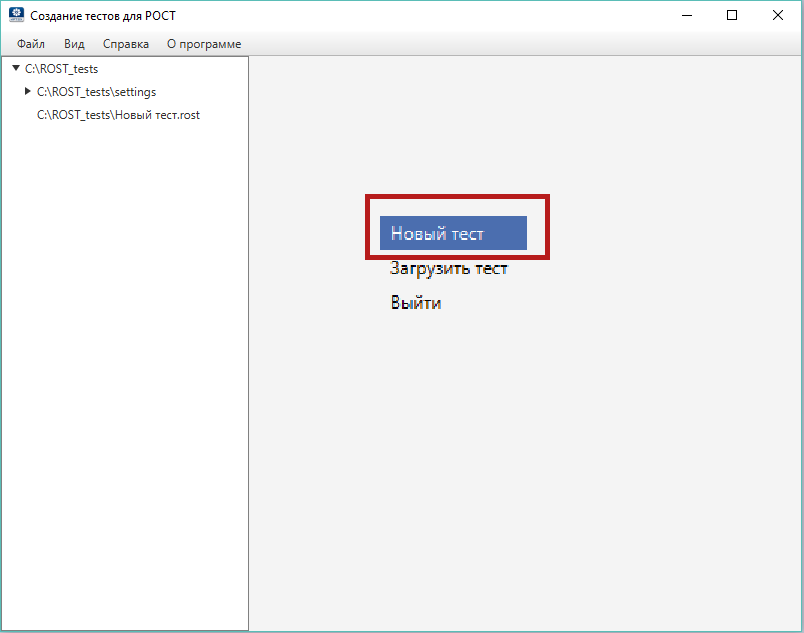 Создание тестов для РОСТ
Файл Вид Справка О программе
C:\ROST_tests
C:\ROST_tests\settings
C:\ROST_tests\Новый тест.rost
Новый тест
Загрузить тест
Выйти